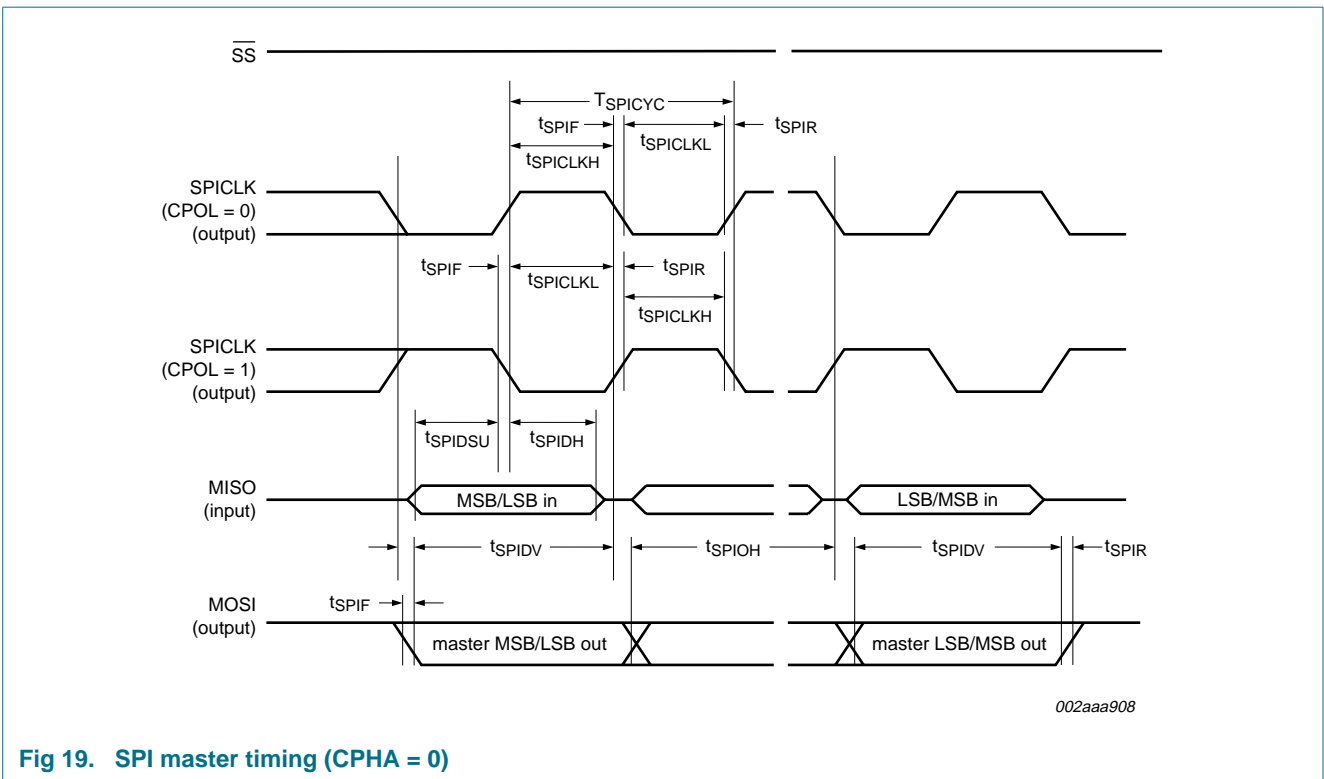 SS
TSPICYC
tSPIF
tSPICLKL
tSPIR
tSPICLKH
SPICLK
(CPOL = 0)
(output)
tSPIF
tSPICLKL
tSPIR
tSPICLKH
SPICLK
(CPOL = 1)
(output)
tSPIDSU
tSPIDH
MISO
(input)
MSB/LSB in
LSB/MSB in
tSPIDV
tSPIOH
tSPIDV
tSPIR
tSPIF
MOSI
(output)
master MSB/LSB out
master LSB/MSB out
002aaa908
Fig 19. SPI master timing (CPHA = 0)